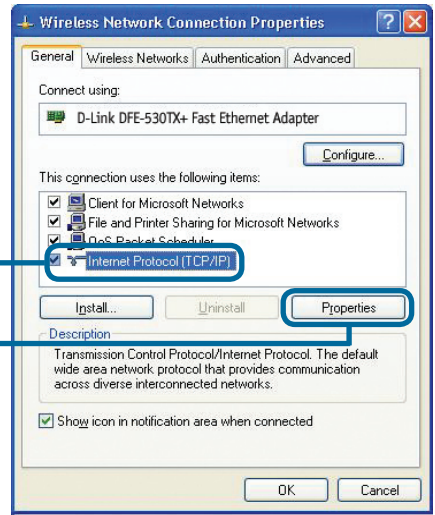 Wireless Network Connection Properties
General Wireless Networks Authentication Advanced
Connect using:
D-Link DFE-530TX+ Fast Ethernet Adapter
Configure...
This connection uses the following items:
Client for Microsoft Networks
File and Printer Sharing for Microsoft Networks
QoS Packet Scheduler
Internet Protocol (TCP/IP)
Install... Uninstall Properties
Description
Transmission Control Protocol/Internet Protocol. The default
wide area network protocol that provides communication
across diverse interconnected networks.
Show icon in notification area when connected
OK Cancel